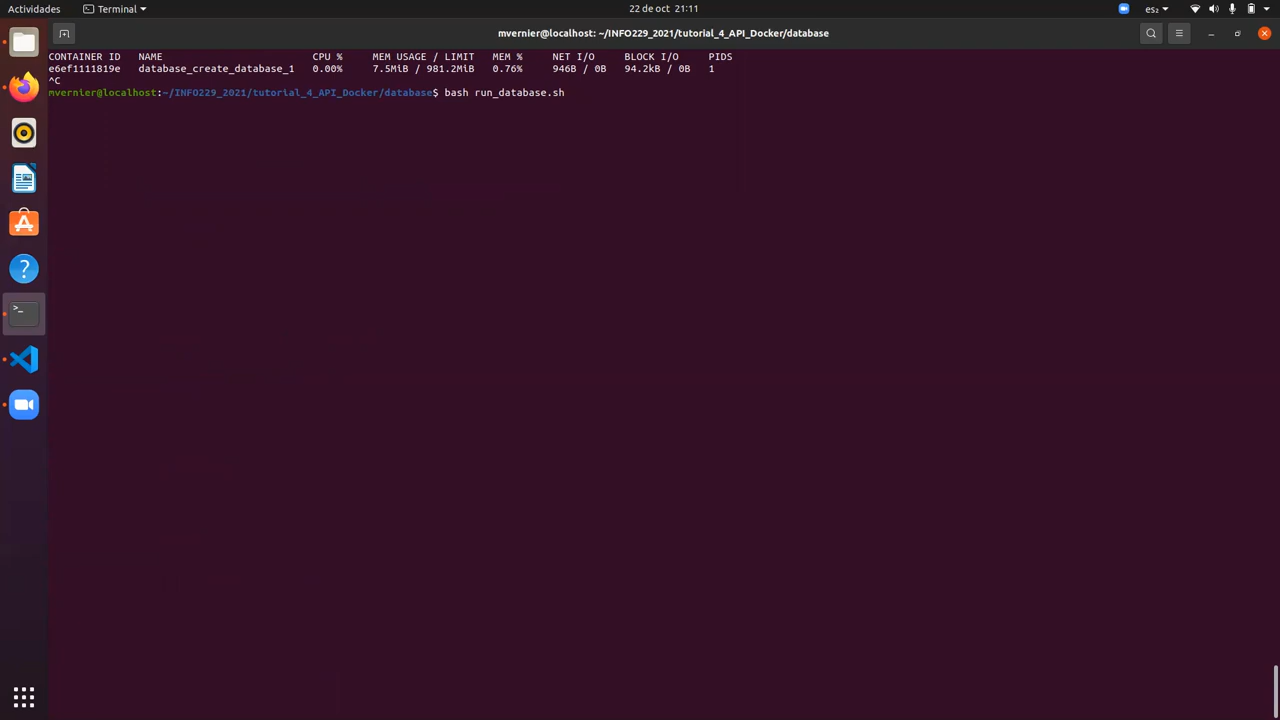 Actividades Terminal 22 de oct 21:11 es₂
mvernier@localhost: ~/INFO229_2021/tutorial_4_API_Docker/database
CONTAINER ID NAME CPU % MEM USAGE / LIMIT MEM % NET I/O BLOCK I/O PIDS
e6ef1111819e database_create_database_1 0.00% 7.5MiB / 981.2MiB 0.76% 946B / 0B 94.2kB / 0B 1
^C
mvernier@localhost:~/INFO229_2021/tutorial_4_API_Docker/database$ bash run_database.sh